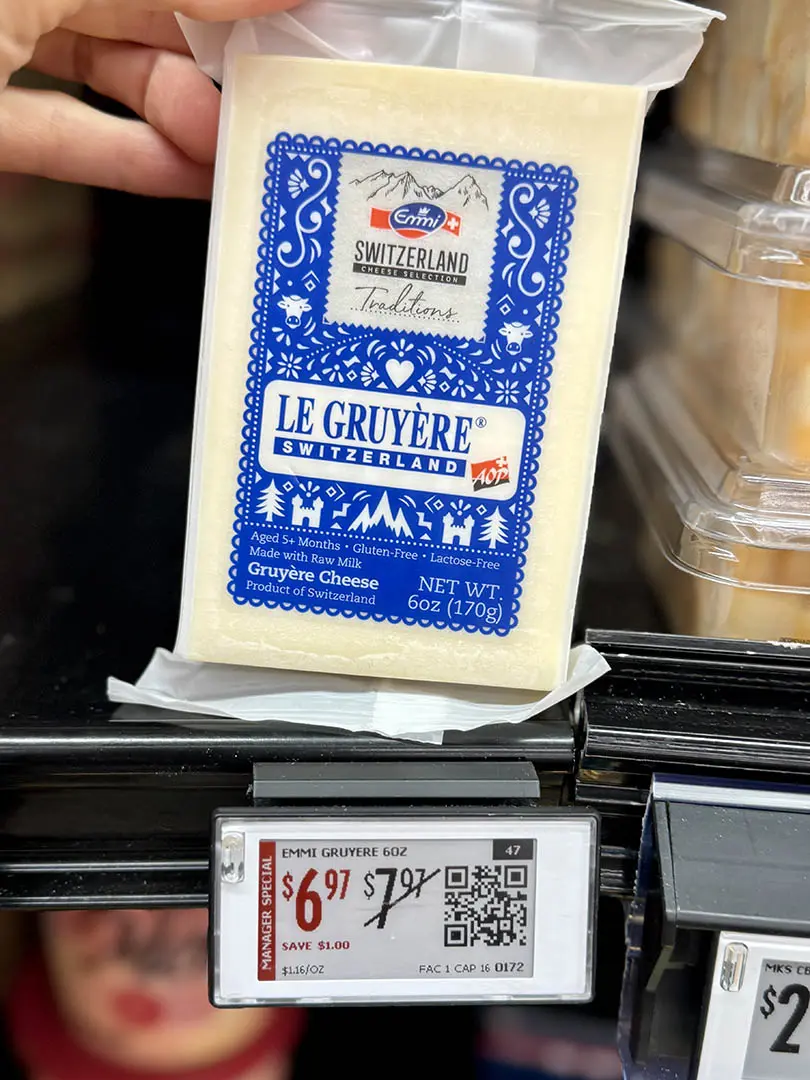 Emmi
SWITZERLAND
CHEESE SELECTION
Traditions
LE GRUYÈRE®
SWITZERLAND
AOP
Aged 5+ Months • Gluten-Free • Lactose-Free
Made with Raw Milk
Gruyère Cheese
Product of Switzerland
NET WT.
6oz (170g)
EMMI GRUYERE 6OZ
47
MANAGER SPECIAL
$6.97 $7.97
SAVE $1.00
$1.16/OZ
FAC 1 CAP 16 0172
MKS
$2